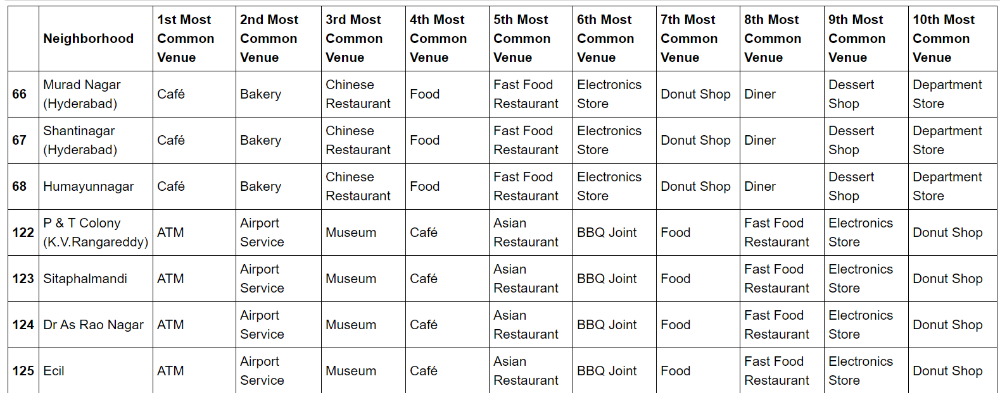 Neighborhood 1st Most Common Venue 2nd Most Common Venue 3rd Most Common Venue 4th Most Common Venue 5th Most Common Venue 6th Most Common Venue 7th Most Common Venue 8th Most Common Venue 9th Most Common Venue 10th Most Common Venue
66 Murad Nagar (Hyderabad) Café Bakery Chinese Restaurant Food Fast Food Restaurant Electronics Store Donut Shop Diner Dessert Shop Department Store
67 Shantinagar (Hyderabad) Café Bakery Chinese Restaurant Food Fast Food Restaurant Electronics Store Donut Shop Diner Dessert Shop Department Store
68 Humayunnagar Café Bakery Chinese Restaurant Food Fast Food Restaurant Electronics Store Donut Shop Diner Dessert Shop Department Store
122 P & T Colony (K.V.Rangareddy) ATM Airport Service Museum Café Asian Restaurant BBQ Joint Food Fast Food Restaurant Electronics Store Donut Shop
123 Sitaphalmandi ATM Airport Service Museum Café Asian Restaurant BBQ Joint Food Fast Food Restaurant Electronics Store Donut Shop
124 Dr As Rao Nagar ATM Airport Service Museum Café Asian Restaurant BBQ Joint Food Fast Food Restaurant Electronics Store Donut Shop
125 Ecil ATM Airport Service Museum Café Asian Restaurant BBQ Joint Food Fast Food Restaurant Electronics Store Donut Shop